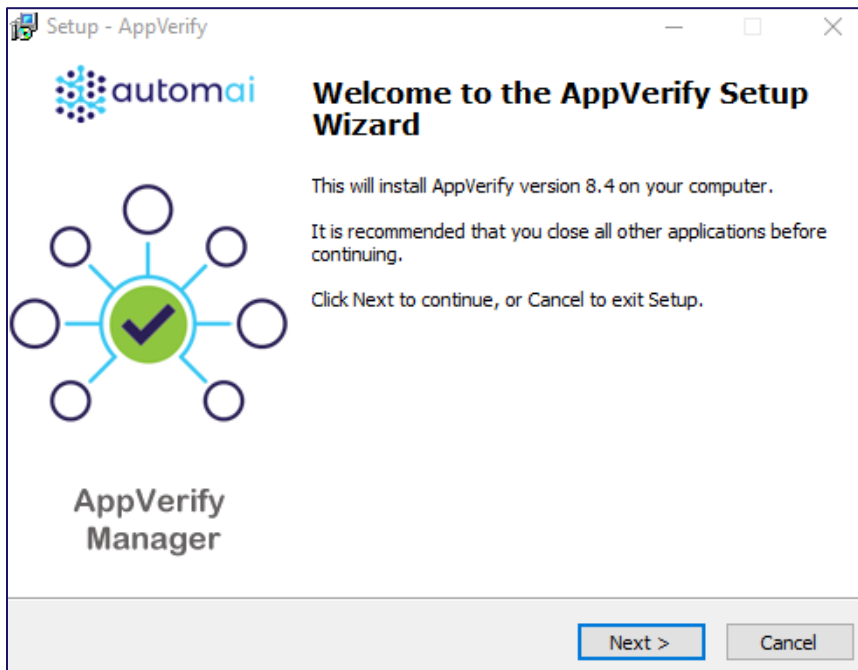 Setup - AppVerify
automai
Welcome to the AppVerify Setup
Wizard
This will install AppVerify version 8.4 on your computer.
It is recommended that you close all other applications before
continuing.
Click Next to continue, or Cancel to exit Setup.
AppVerify
Manager
Next >
Cancel